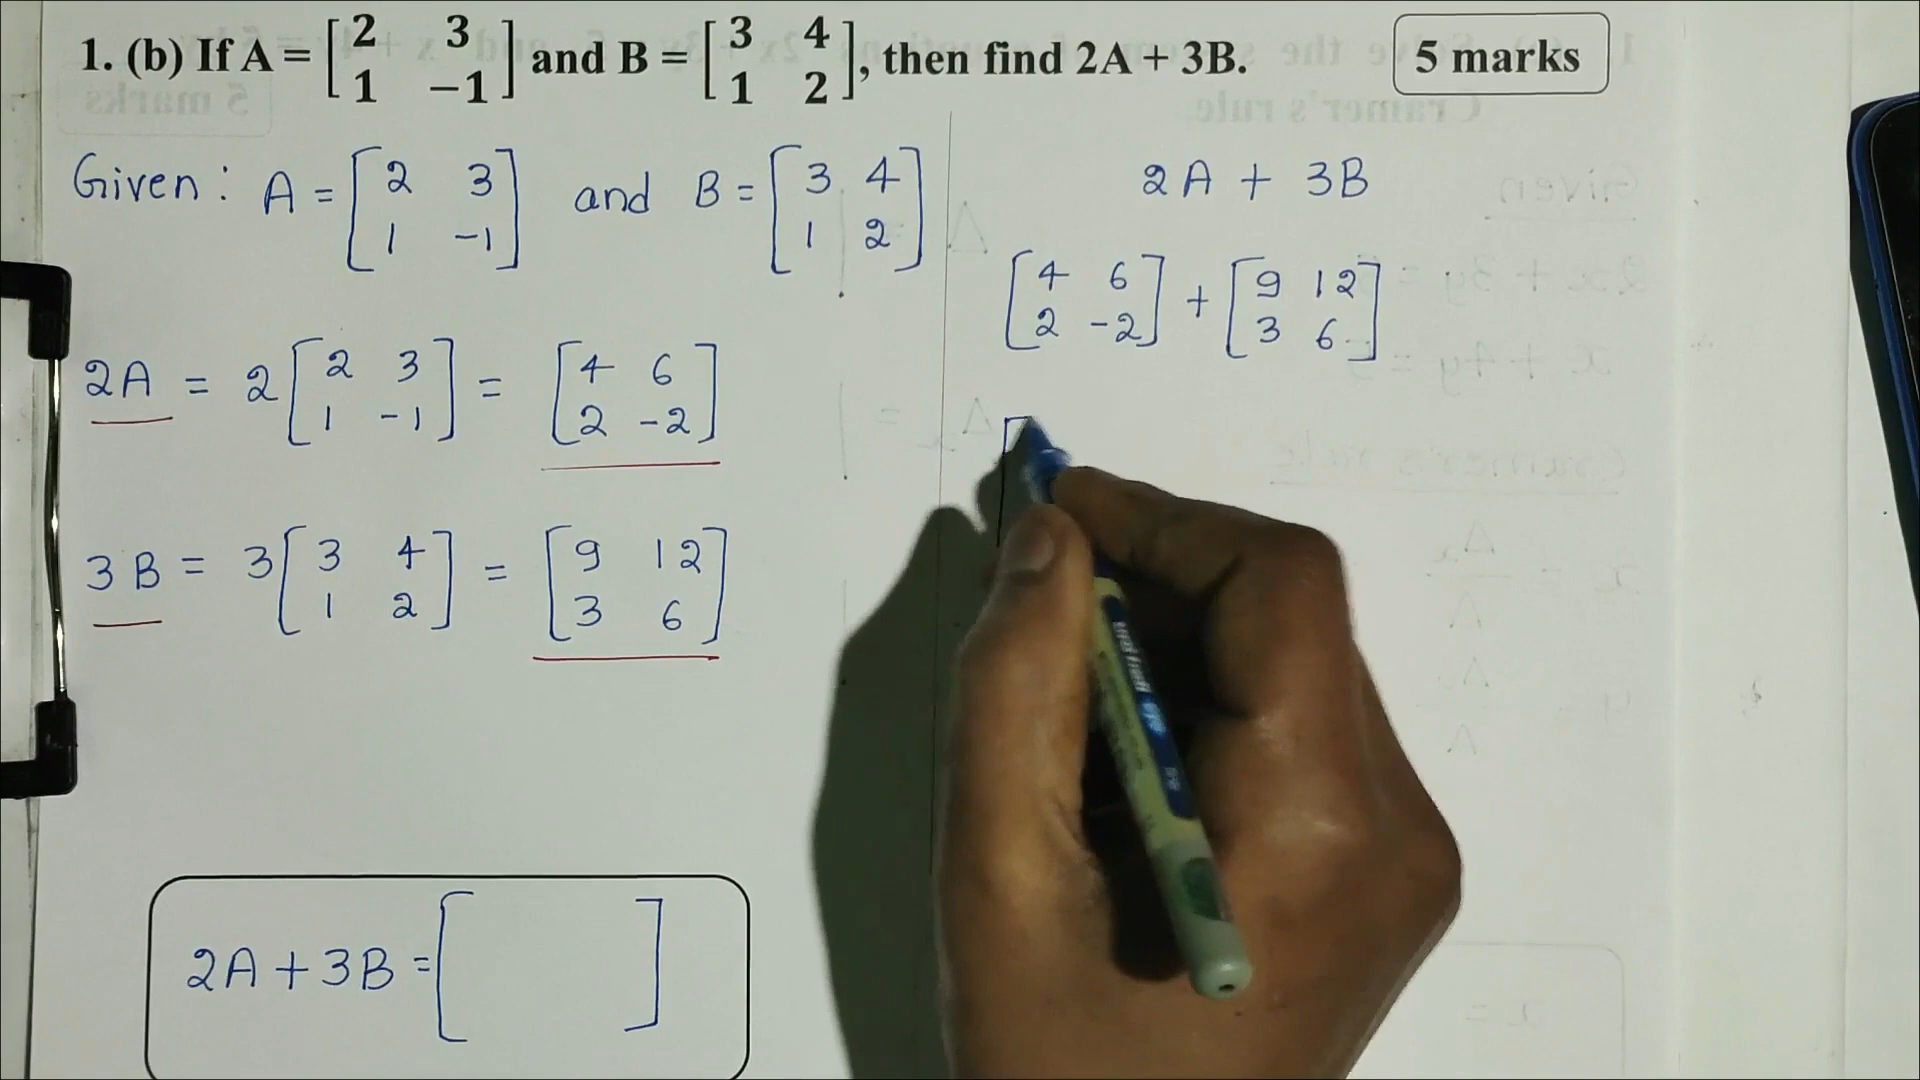 1. (b) If A = [2 3; 1 −1] and B = [3 4; 1 2], then find 2A + 3B. 5 marks
Given : A = [2 3; 1 -1] and B = [3 4; 1 2]
2A = 2[2 3; 1 -1] = [4 6; 2 -2]
3B = 3[3 4; 1 2] = [9 12; 3 6]
2A + 3B = [ ]
2A + 3B
[4 6; 2 -2] + [9 12; 3 6]
[